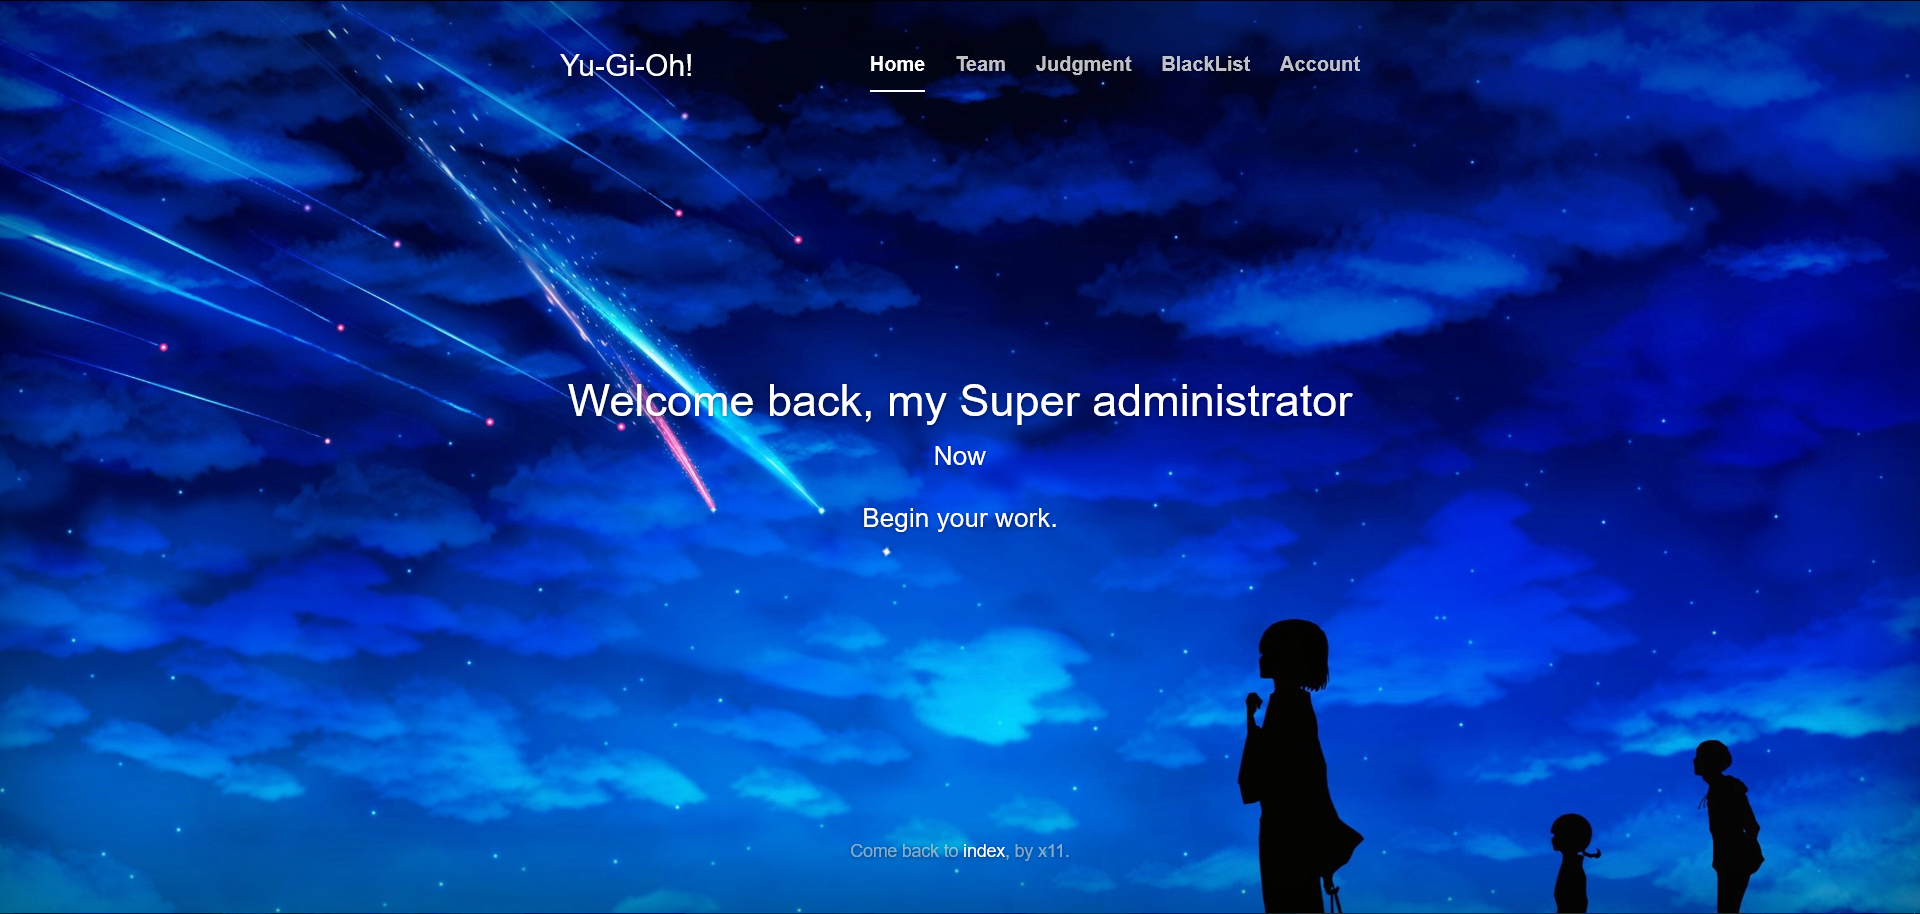 Yu-Gi-Oh!
Home Team Judgment BlackList Account
Welcome back, my Super administrator
Now
Begin your work.
Come back to index, by x11.